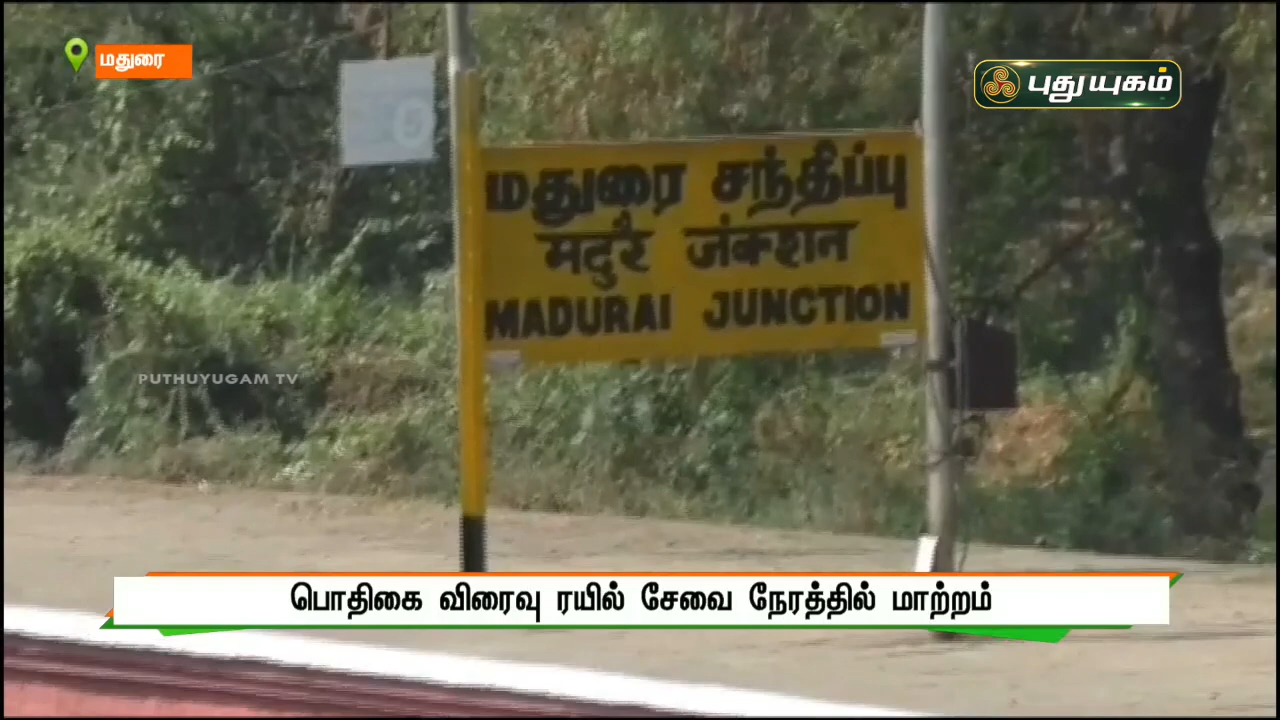 மதுரை
புதுயுகம்
மதுரை சந்திப்பு
मदुरै जंक्शन
MADURAI JUNCTION
PUTHUYUGAM TV
பொதிகை விரைவு ரயில் சேவை நேரத்தில் மாற்றம்